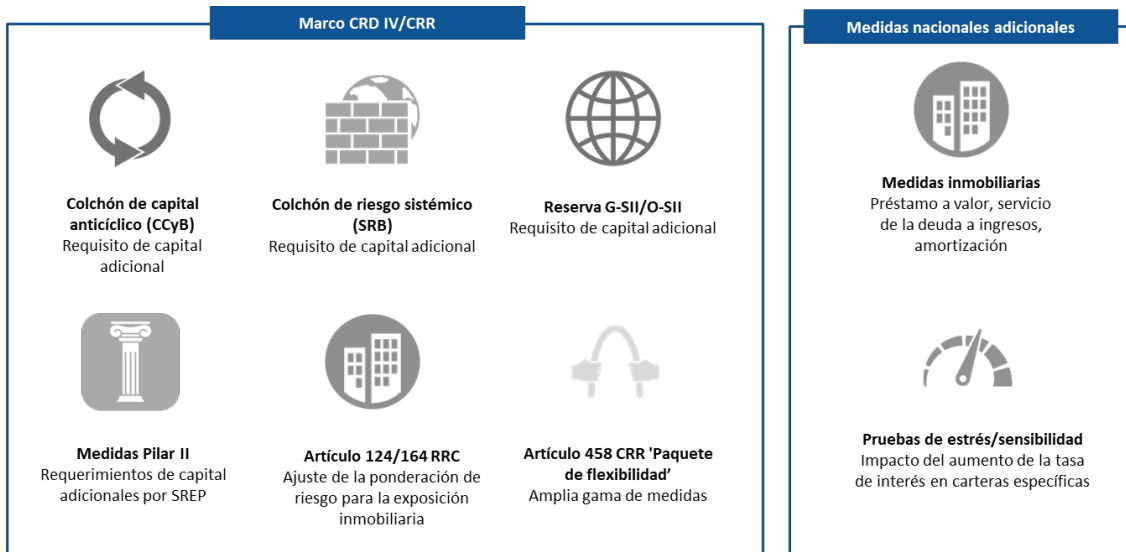 Marco CRD IV/CRR
Colchón de capital
anticíclico (CCyB)
Requisito de capital
adicional
Colchón de riesgo sistémico
(SRB)
Requisito de capital adicional
Reserva G-SII/O-SII
Requisito de capital adicional
Medidas Pilar II
Requerimientos de capital
adicionales por SREP
Artículo 124/164 RRC
Ajuste de la ponderación de
riesgo para la exposición
inmobiliaria
Artículo 458 CRR 'Paquete
de flexibilidad’
Amplia gama de medidas
Medidas nacionales adicionales
Medidas inmobiliarias
Préstamo a valor, servicio
de la deuda a ingresos,
amortización
Pruebas de estrés/sensibilidad
Impacto del aumento de la tasa
de interés en carteras específicas